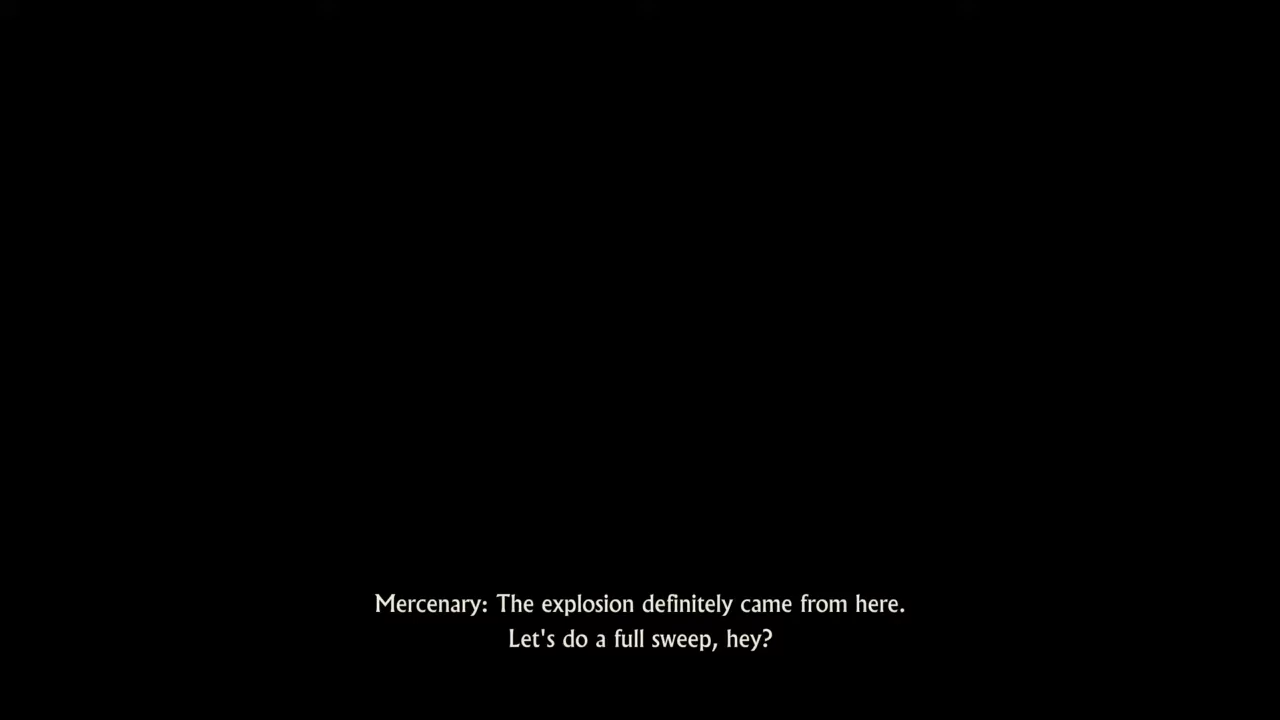 Mercenary: The explosion definitely came from here.
Let's do a full sweep, hey?